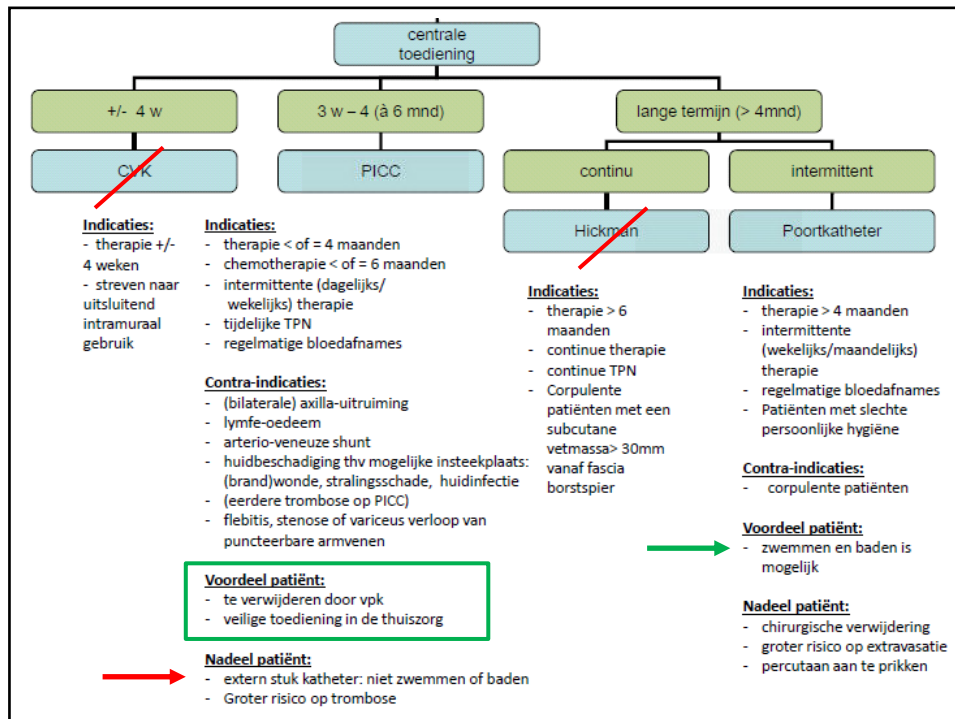 centrale
toediening
+/- 4 w
3 w – 4 (à 6 mnd)
lange termijn (> 4mnd)
CVK
PICC
continu
intermittent
Hickman
Poortkatheter
Indicaties:
- therapie +/-
4 weken
- streven naar
uitsluitend
intramuraal
gebruik
Indicaties:
- therapie < of = 4 maanden
- chemotherapie < of = 6 maanden
- intermittente (dagelijks/
wekelijks) therapie
- tijdelijke TPN
- regelmatige bloedafnames
Contra-indicaties:
- (bilaterale) axilla-uitruiming
- lymfe-oedeem
- arterio-veneuze shunt
- huidbeschadiging thv mogelijke insteekplaats:
(brand)wonde, stralingsschade, huidinfectie
- (eerdere trombose op PICC)
- flebitis, stenose of variceus verloop van
puncteerbare armvenen
Voordeel patiënt:
- te verwijderen door vpk
- veilige toediening in de thuiszorg
Nadeel patiënt:
- extern stuk katheter: niet zwemmen of baden
- Groter risico op trombose
Indicaties:
- therapie > 6
maanden
- continue therapie
- continue TPN
- Corpulente
patiënten met een
subcutane
vetmassa> 30mm
vanaf fascia
borstspier
Indicaties:
- therapie > 4 maanden
- intermittente
(wekelijks/maandelijks)
therapie
- regelmatige bloedafnames
- Patiënten met slechte
persoonlijke hygiëne
Contra-indicaties:
- corpulente patiënten
Voordeel patiënt:
- zwemmen en baden is
mogelijk
Nadeel patiënt:
- chirurgische verwijdering
- groter risico op extravasatie
- percutaan aan te prikken